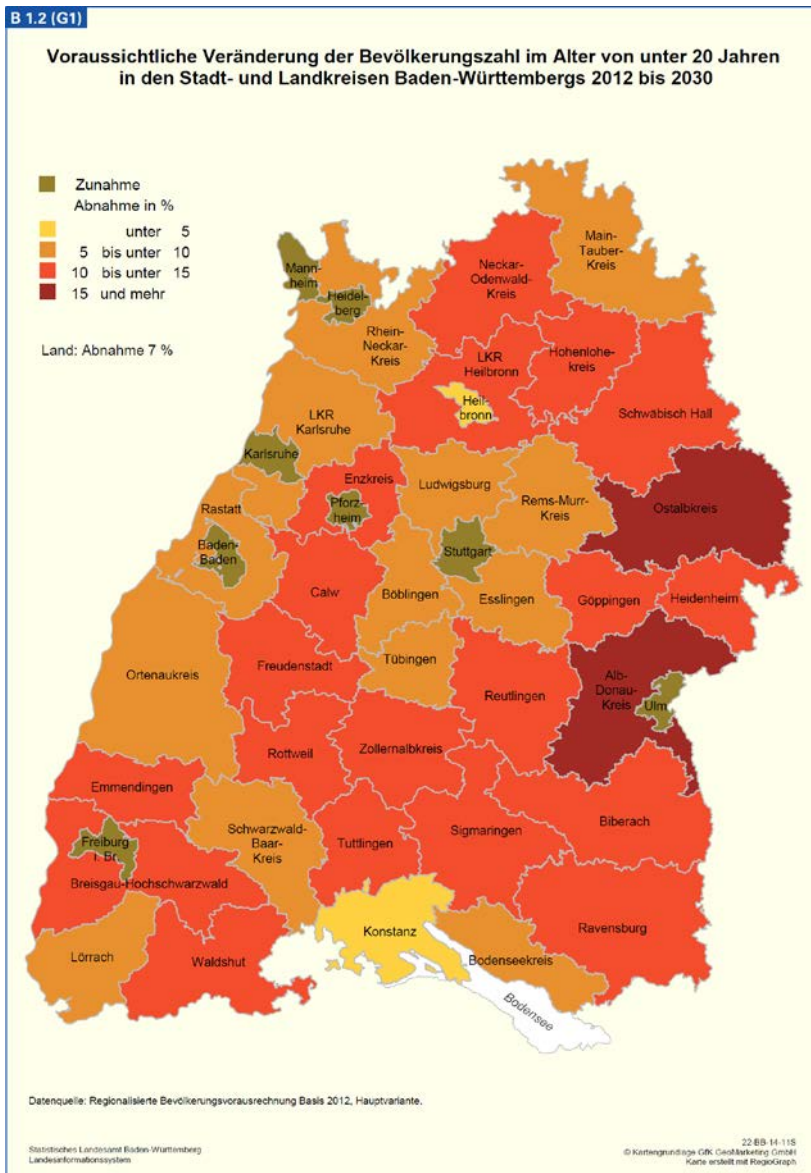 B 1.2 (G1)
Voraussichtliche Veränderung der Bevölkerungszahl im Alter von unter 20 Jahren
in den Stadt- und Landkreisen Baden-Württembergs 2012 bis 2030
Zunahme
Abnahme in %
unter 5
5 bis unter 10
10 bis unter 15
15 und mehr
Land: Abnahme 7 %
Main-
Tauber-
Kreis
Neckar-
Odenwald-
Kreis
Mann-
heim
Heidel-
berg
Rhein-
Neckar-
Kreis
LKR
Heilbronn
Hohenlohe-
kreis
Heil-
bronn
Schwäbisch Hall
LKR
Karlsruhe
Karlsruhe
Enzkreis
Ludwigsburg
Rems-Murr-
Kreis
Ostalbkreis
Rastatt
Pforz-
heim
Baden-
Baden
Stuttgart
Calw
Böblingen
Esslingen
Göppingen
Heidenheim
Ortenaukreis
Freudenstadt
Tübingen
Reutlingen
Alb-
Donau-
Kreis
Ulm
Rottweil
Zollernalbkreis
Emmendingen
Schwarzwald-
Baar-
Kreis
Tuttlingen
Sigmaringen
Biberach
Freiburg
i. Br.
Breisgau-Hochschwarzwald
Konstanz
Ravensburg
Lörrach
Waldshut
Bodenseekreis
Bodensee
Datenquelle: Regionalisierte Bevölkerungsvorausrechnung Basis 2012, Hauptvariante.
Statistisches Landesamt Baden-Württemberg
Landesinformationssystem
22-BB-14-11S
© Kartengrundlage GfK GeoMarketing GmbH
Karte erstellt mit RegioGraph